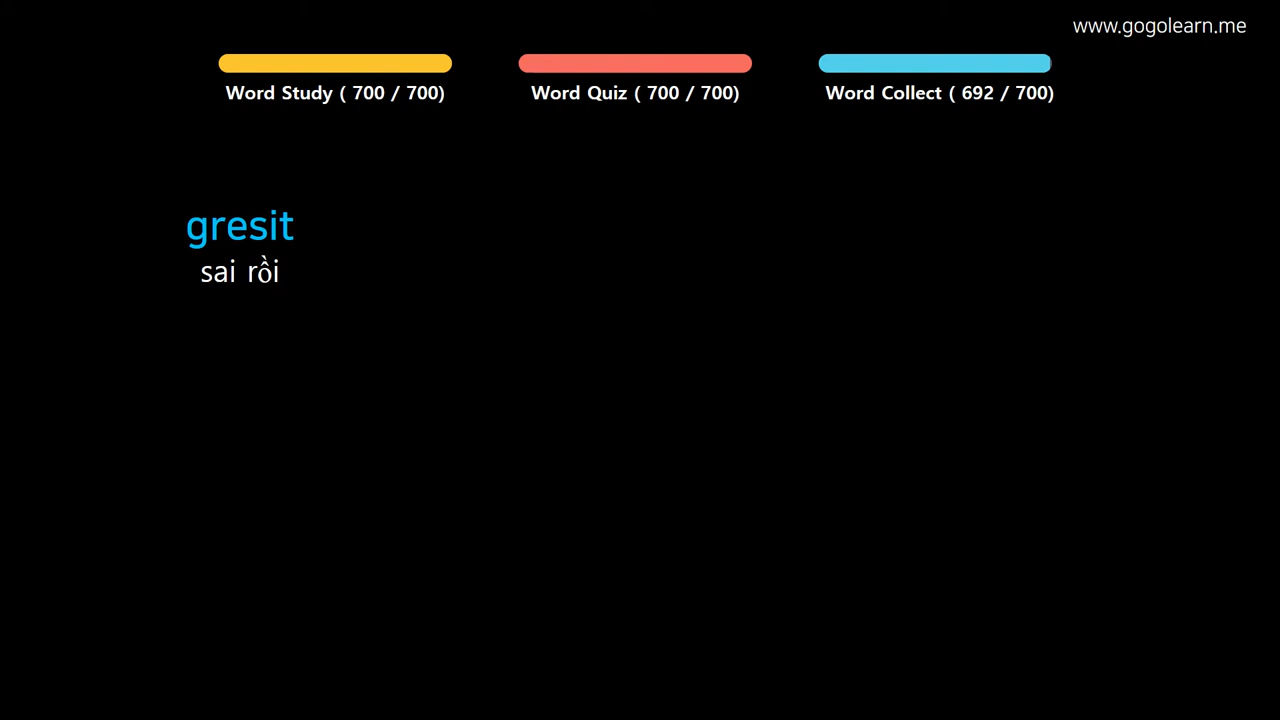 www.gogolearn.me
Word Study ( 700 / 700)
Word Quiz ( 700 / 700)
Word Collect ( 692 / 700)
gresit
sai rồi